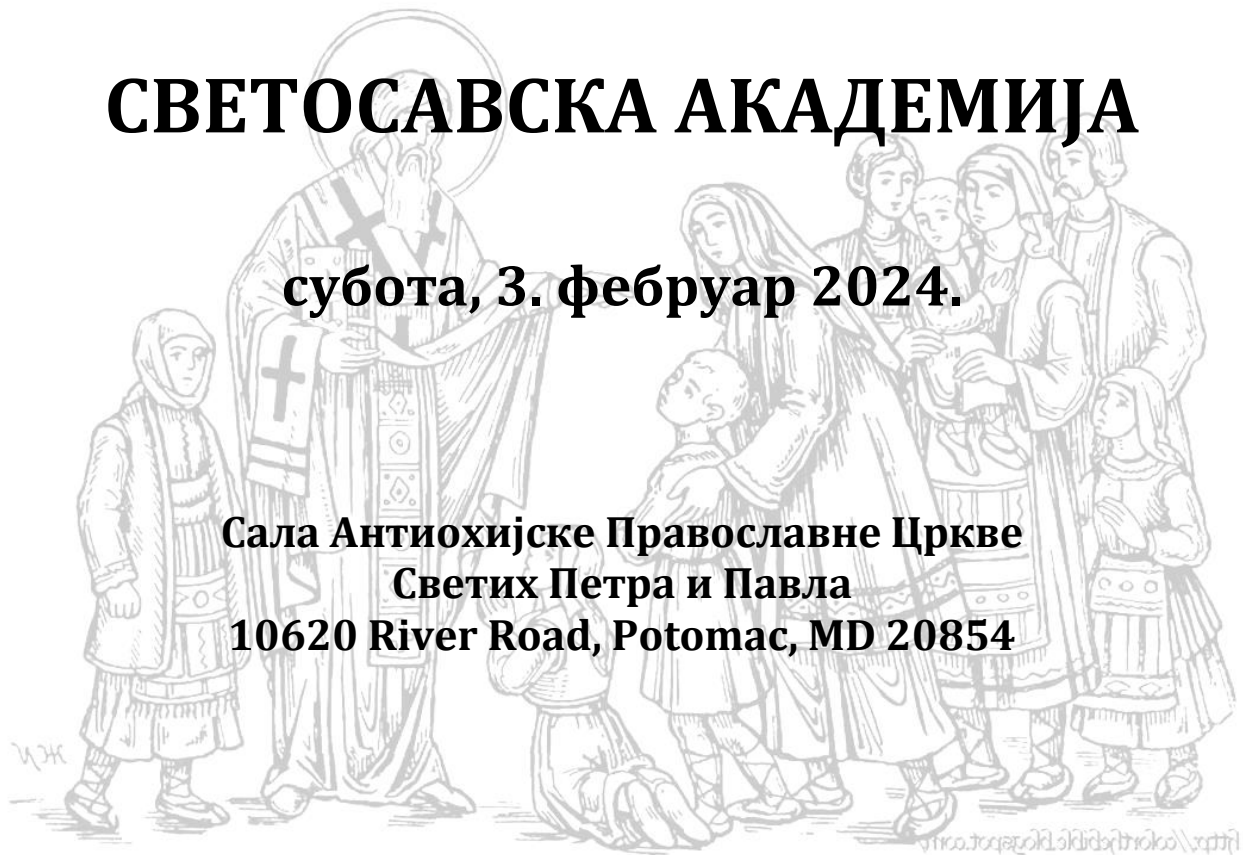 СВЕТОСАВСКА АКАДЕМИЈА
субота, 3. фебруар 2024.
Сала Антиохијске Православне Цркве
Светих Петра и Павла
10620 River Road, Potomac, MD 20854